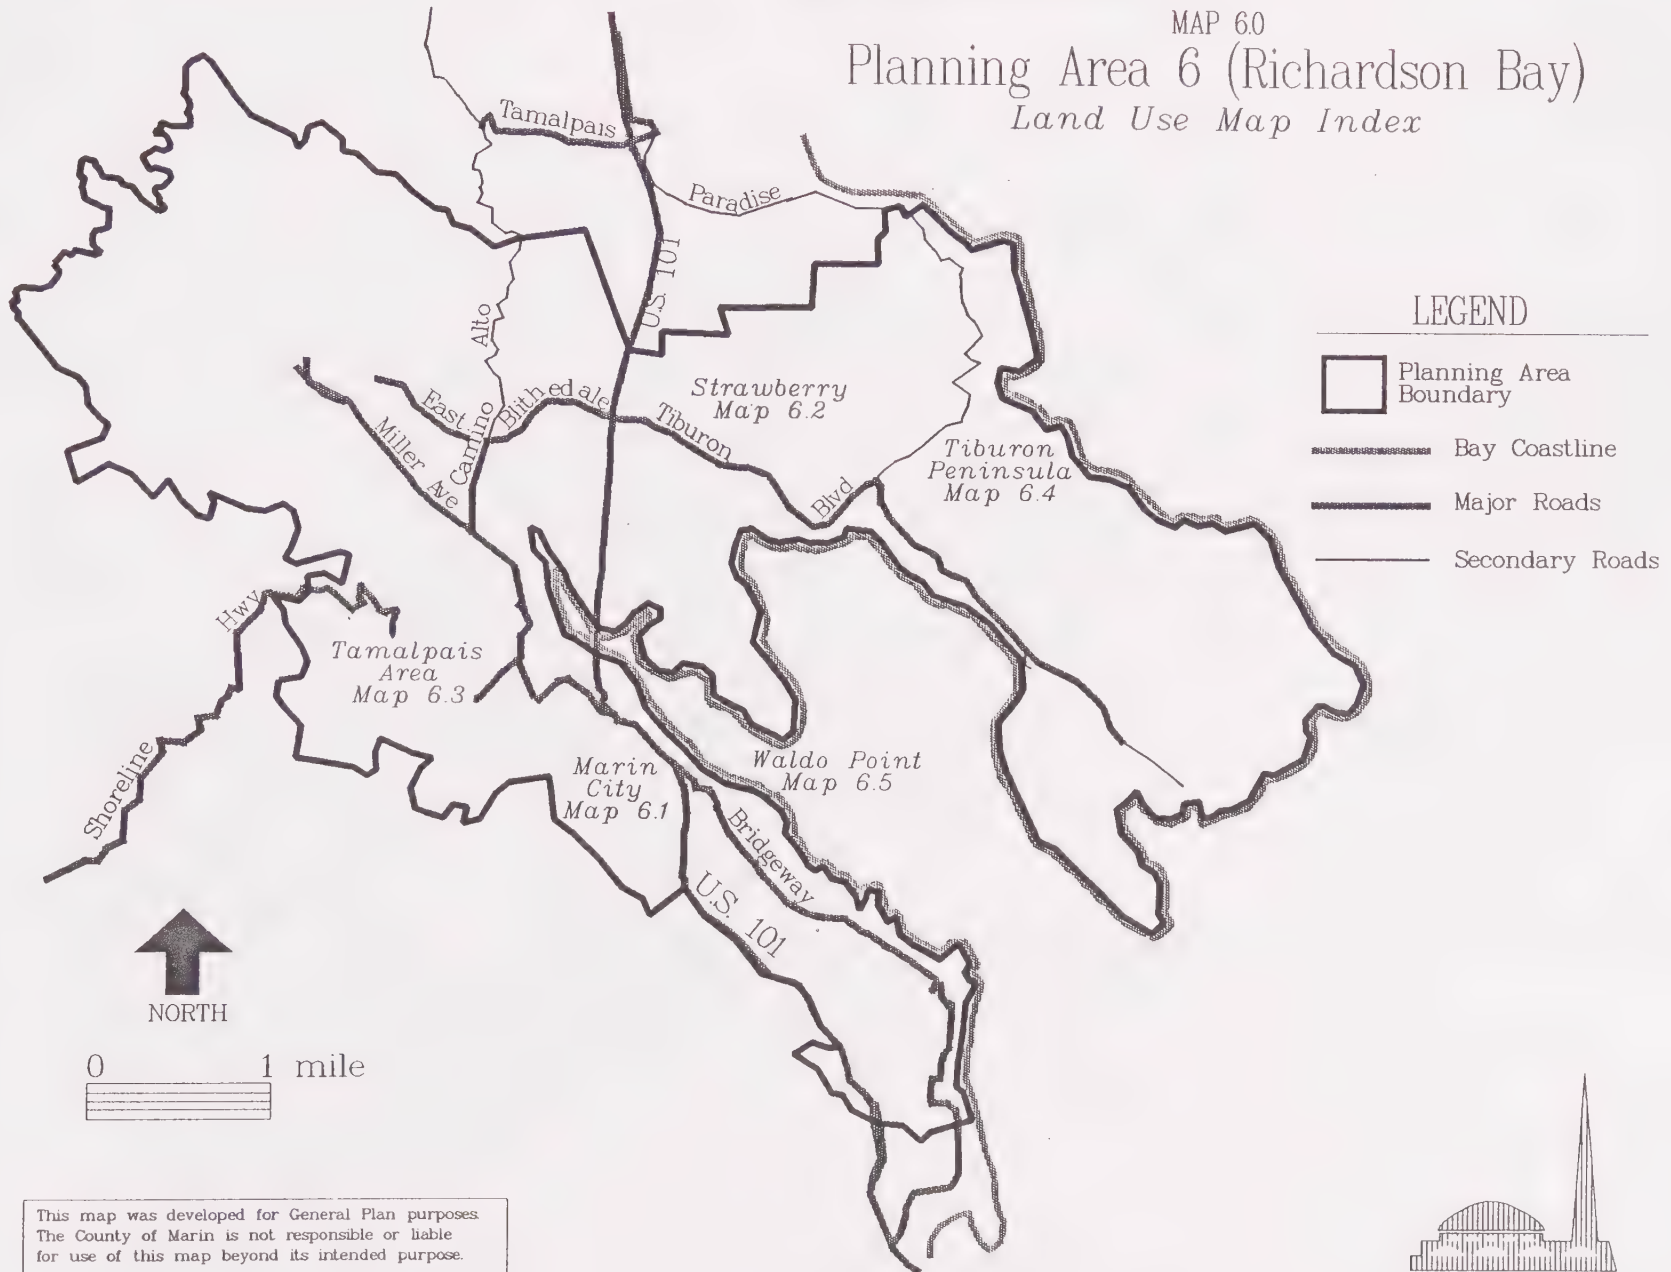 MAP 6.0
Planning Area 6 (Richardson Bay)
Land Use Map Index
Tamalpais
Paradise
U.S. 101
Alto
Camino
East
Blithedale
Miller
Ave
Tiburon
Blvd
Strawberry
Map 6.2
Tiburon
Peninsula
Map 6.4
LEGEND
Planning Area
Boundary
Bay Coastline
Major Roads
Secondary Roads
Hwy
Shoreline
Tamalpais
Area
Map 6.3
Marin
City
Map 6.1
Waldo Point
Map 6.5
Bridgeway
U.S. 101
NORTH
0 1 mile
This map was developed for General Plan purposes.
The County of Marin is not responsible or liable
for use of this map beyond its intended purpose.